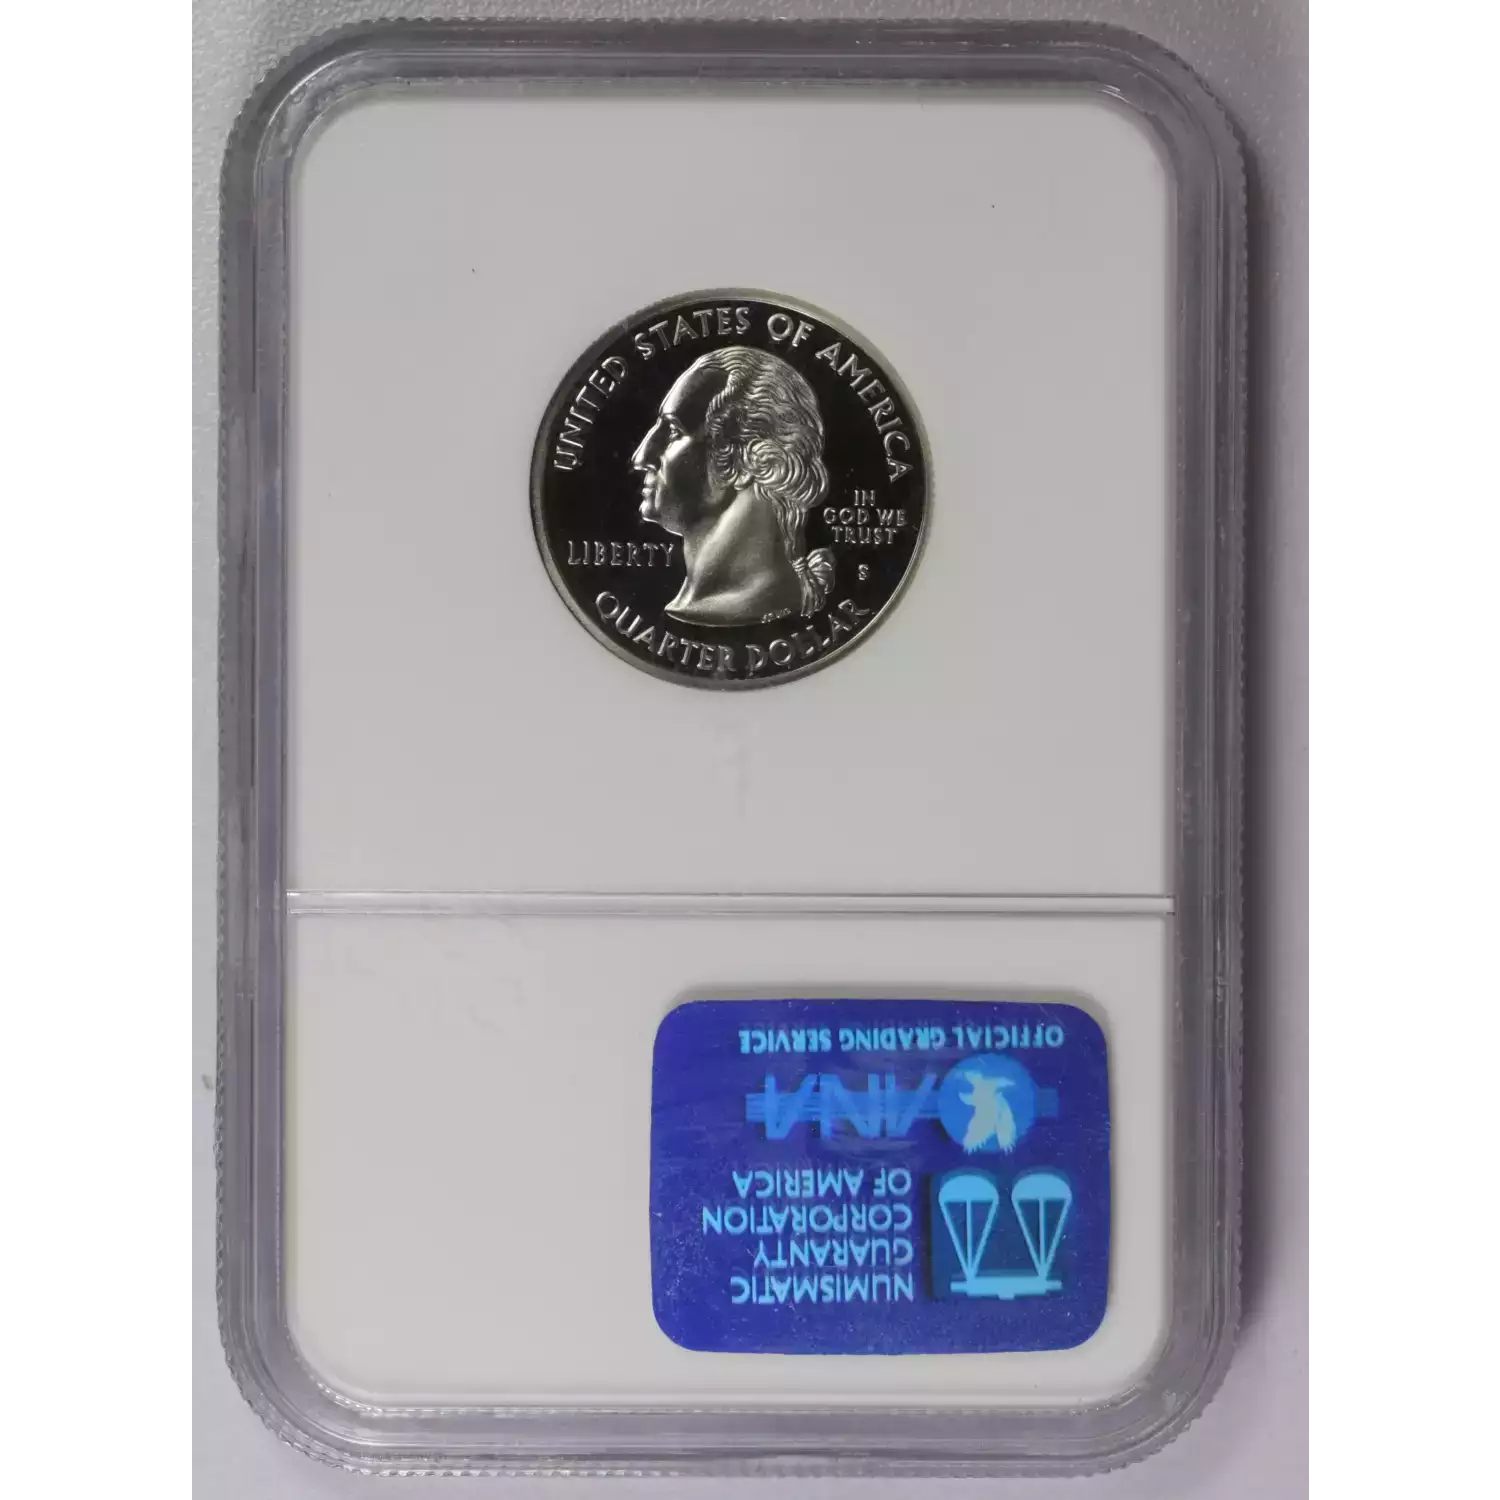 UNITED STATES OF AMERICA
IN
GOD WE
TRUST
LIBERTY
S
QUARTER DOLLAR
NUMISMATIC
GUARANTY
CORPORATION
OF AMERICA
ANA
OFFICIAL GRADING SERVICE